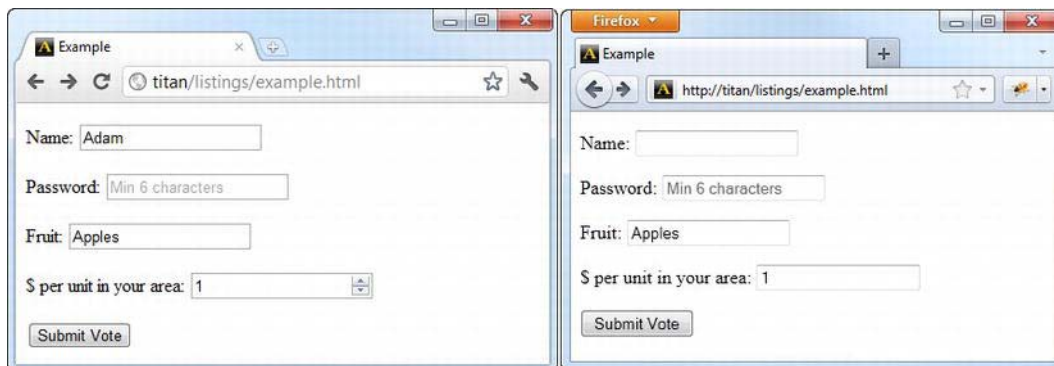 Example
titan/listings/example.html
Name: Adam
Password: Min 6 characters
Fruit: Apples
$ per unit in your area: 1
Submit Vote
Firefox
Example
http://titan/listings/example.html
Name:
Password: Min 6 characters
Fruit: Apples
$ per unit in your area: 1
Submit Vote